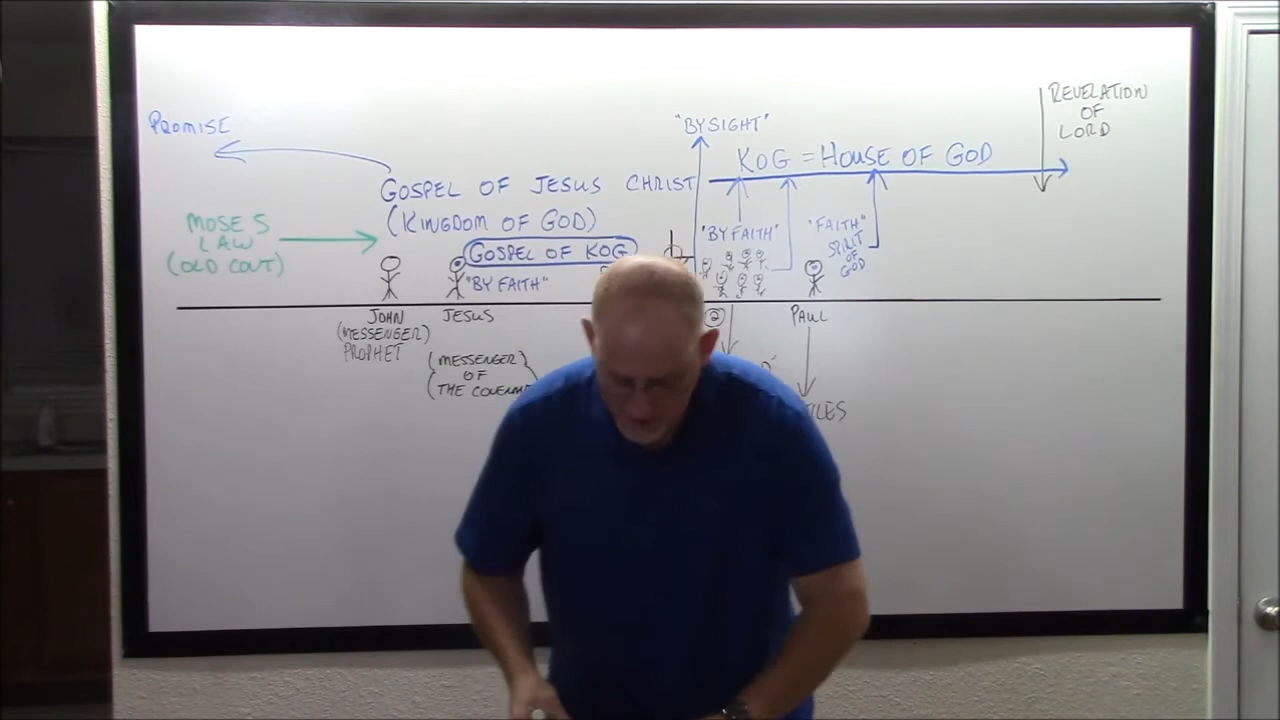 PROMISE
MOSES
LAW
(OLD COVT)
GOSPEL OF JESUS CHRIST
(KINGDOM OF GOD)
GOSPEL OF KOG
"BY FAITH"
JOHN
(MESSENGER)
PROPHET
JESUS
(MESSENGER)
OF
"BY SIGHT"
KOG = HOUSE OF GOD
"BY FAITH"
"FAITH"
SPIRIT
OF
GOD
2
PAUL
REVELATION
OF
LORD